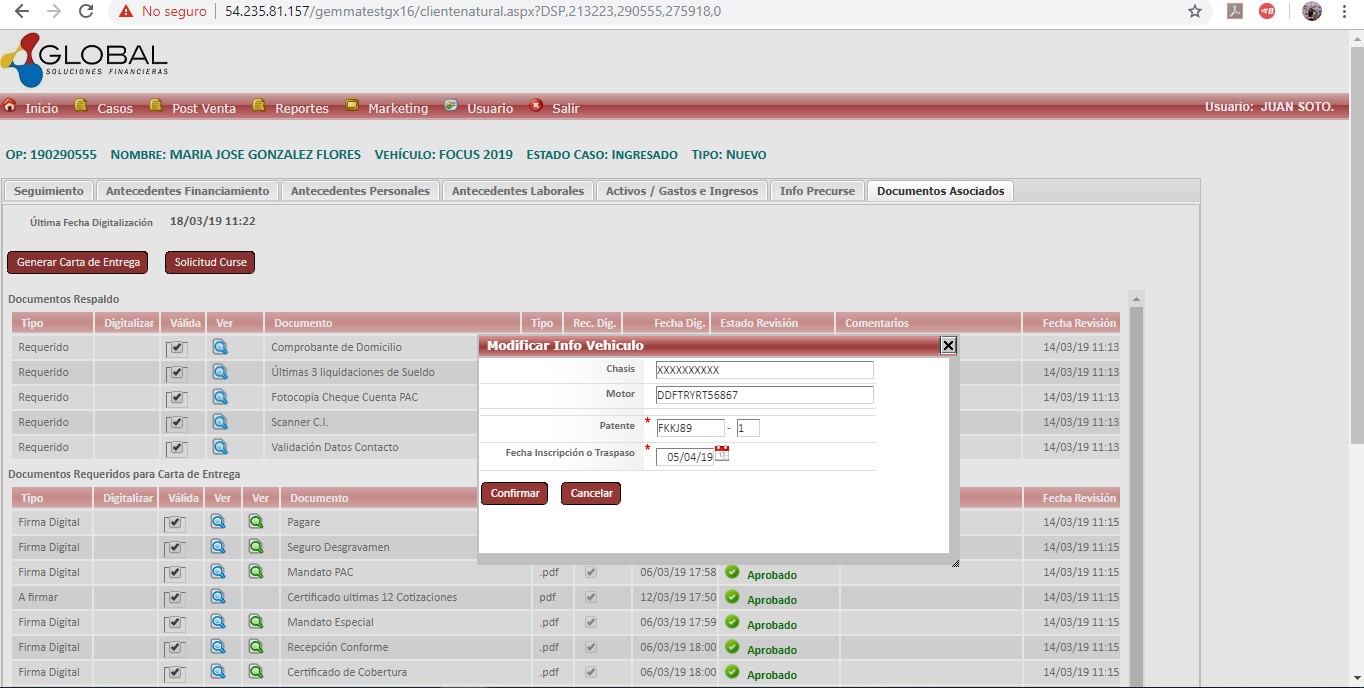 No seguro 54.235.81.157/gemmatestgx16/clientenatural.aspx?DSP,213223,290555,275918,0
GLOBAL
SOLUCIONES FINANCIERAS
Inicio Casos Post Venta Reportes Marketing Usuario Salir Usuario: JUAN SOTO.
OP: 190290555 NOMBRE: MARIA JOSE GONZALEZ FLORES VEHÍCULO: FOCUS 2019 ESTADO CASO: INGRESADO TIPO: NUEVO
Seguimiento Antecedentes Financiamiento Antecedentes Personales Antecedentes Laborales Activos / Gastos e Ingresos Info Precurse Documentos Asociados
Última Fecha Digitalización 18/03/19 11:22
Generar Carta de Entrega Solicitud Curse
Documentos Respaldo
Tipo Digitalizar Válida Ver Documento Tipo Rec. Dig. Fecha Dig. Estado Revisión Comentarios Fecha Revisión
Requerido Comprobante de Domicilio 14/03/19 11:13
Requerido Últimas 3 liquidaciones de Sueldo 14/03/19 11:13
Requerido Fotocopia Cheque Cuenta PAC 14/03/19 11:13
Requerido Scanner C.I. 14/03/19 11:13
Requerido Validación Datos Contacto 14/03/19 11:13
Modificar Info Vehiculo
Chasis XXXXXXXXXX
Motor DDFTRYRT56867
Patente * FKKJ89 - 1
Fecha Inscripción o Traspaso * 05/04/19
Confirmar Cancelar
Documentos Requeridos para Carta de Entrega
Tipo Digitalizar Válida Ver Ver Documento Fecha Revisión
Firma Digital Pagare 14/03/19 11:15
Firma Digital Seguro Desgravamen 14/03/19 11:15
Firma Digital Mandato PAC .pdf 06/03/19 17:58 Aprobado 14/03/19 11:15
A firmar Certificado ultimas 12 Cotizaciones pdf 12/03/19 17:50 Aprobado 14/03/19 11:15
Firma Digital Mandato Especial .pdf 06/03/19 17:59 Aprobado 14/03/19 11:15
Firma Digital Recepción Conforme .pdf 06/03/19 18:00 Aprobado 14/03/19 11:15
Firma Digital Certificado de Cobertura .pdf 06/03/19 18:00 Aprobado 14/03/19 11:15